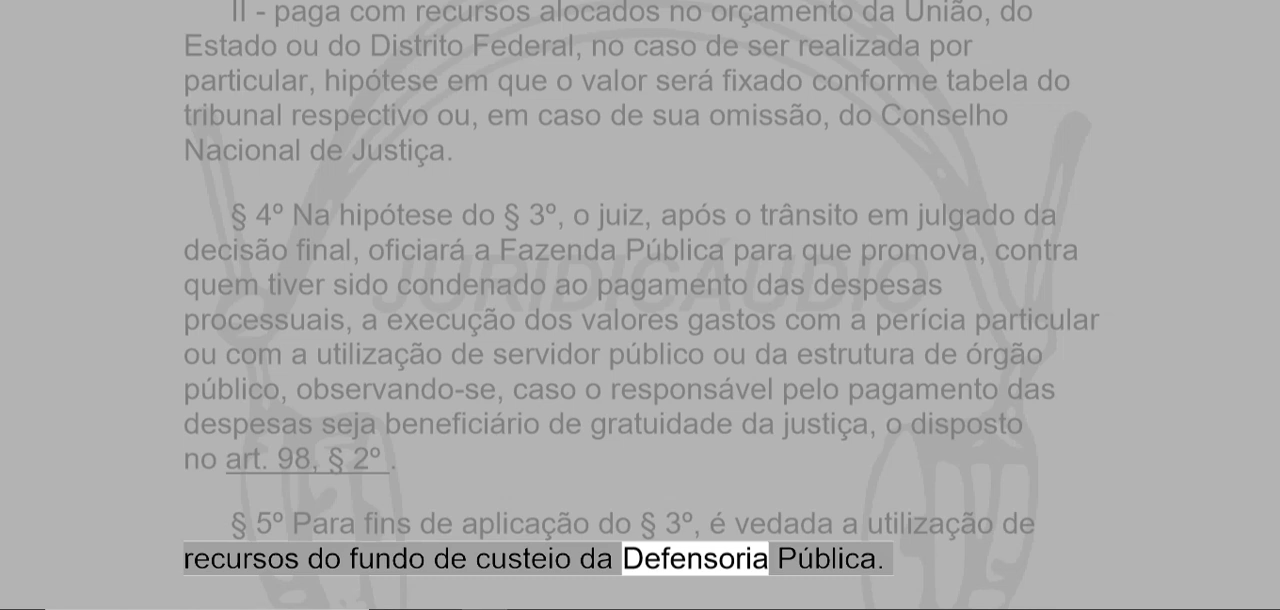 II - paga com recursos alocados no orçamento da União, do
Estado ou do Distrito Federal, no caso de ser realizada por
particular, hipótese em que o valor será fixado conforme tabela do
tribunal respectivo ou, em caso de sua omissão, do Conselho
Nacional de Justiça.
§ 4º Na hipótese do § 3º, o juiz, após o trânsito em julgado da
decisão final, oficiará a Fazenda Pública para que promova, contra
quem tiver sido condenado ao pagamento das despesas
processuais, a execução dos valores gastos com a perícia particular
ou com a utilização de servidor público ou da estrutura de órgão
público, observando-se, caso o responsável pelo pagamento das
despesas seja beneficiário de gratuidade da justiça, o disposto
no art. 98, § 2º .
§ 5º Para fins de aplicação do § 3º, é vedada a utilização de
recursos do fundo de custeio da Defensoria Pública.
JURIDICÁUDIO